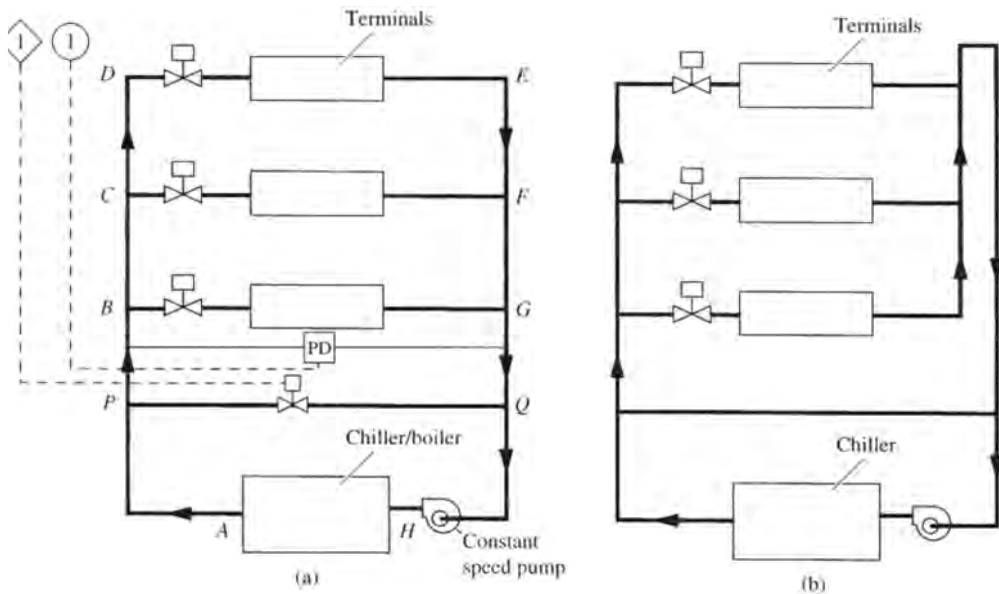 1
1
Terminals
D
E
C
F
B
G
PD
P
Q
Chiller/boiler
A
H
Constant
speed pump
(a)
Terminals
Chiller
(b)